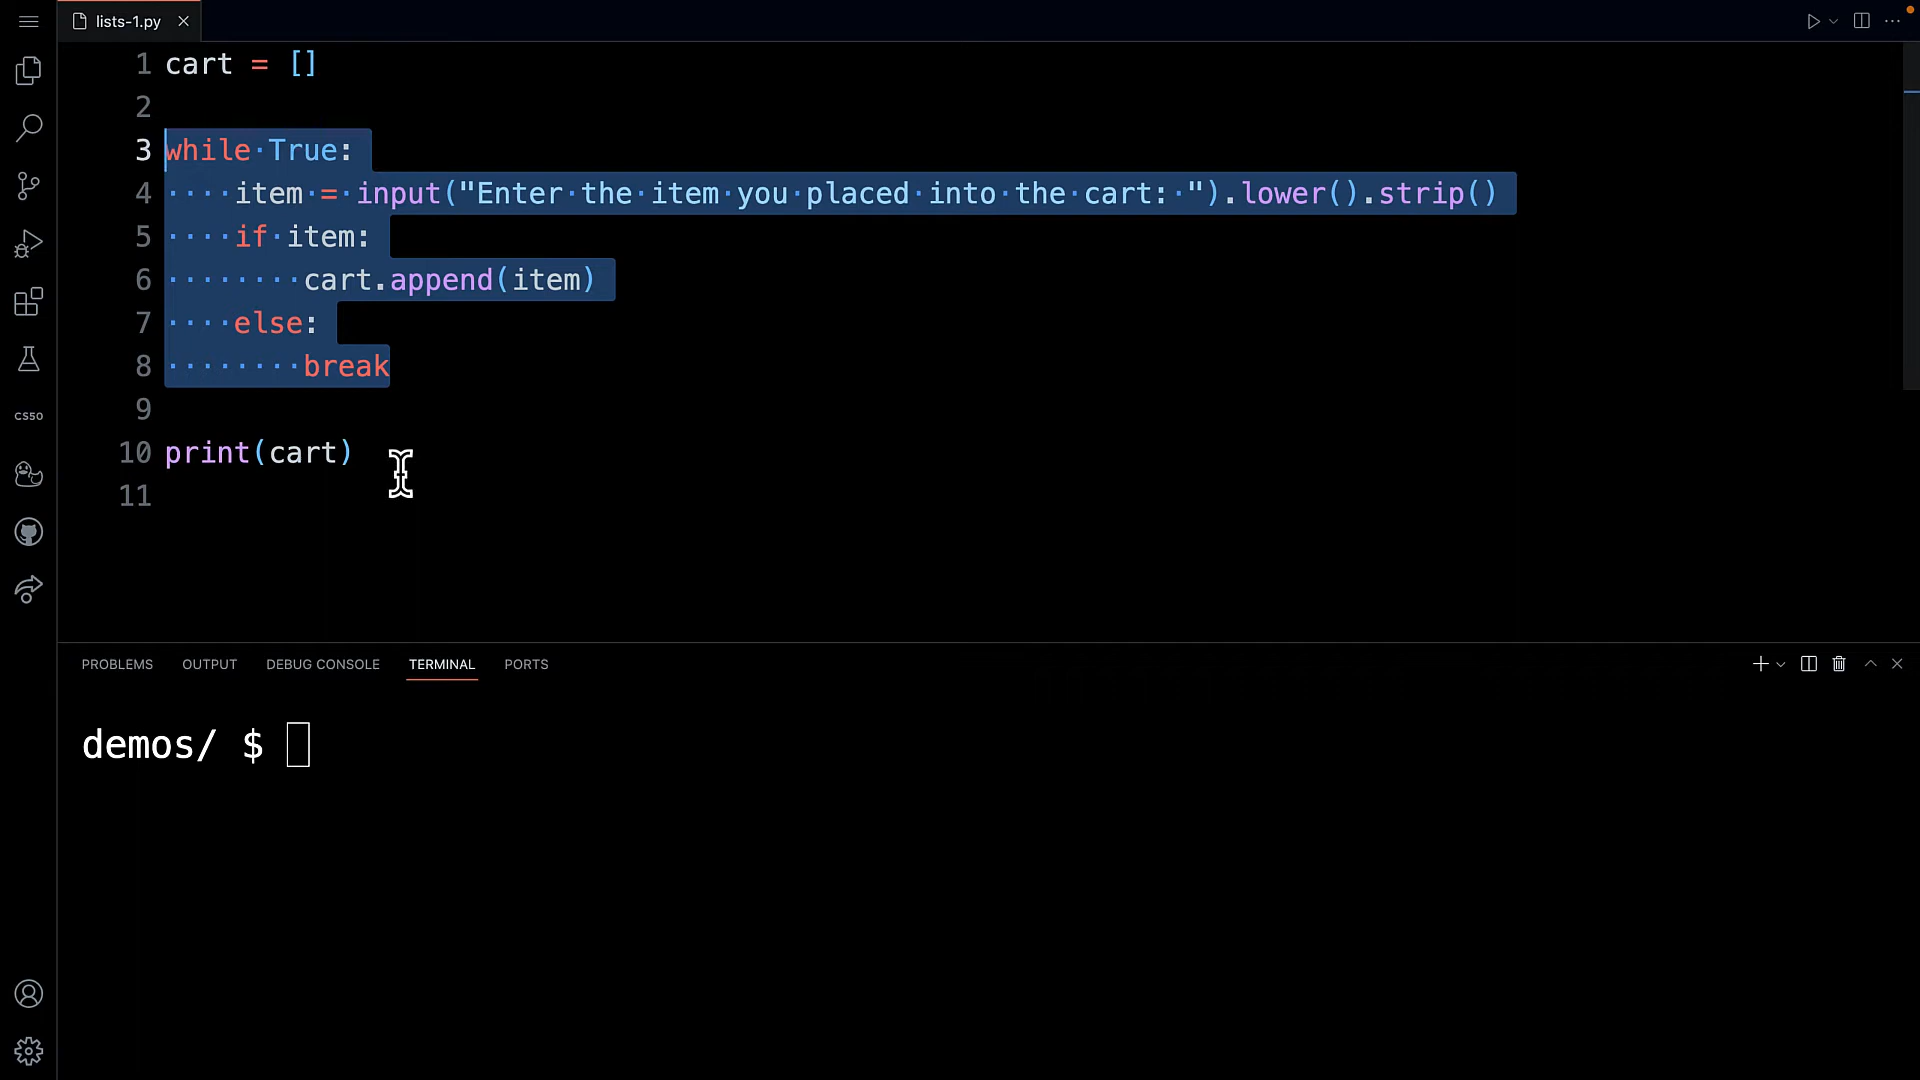 lists-1.py
1 cart = []
2
3 while True:
4 item = input("Enter the item you placed into the cart: ").lower().strip()
5 if item:
6 cart.append(item)
7 else:
8 break
9
10 print(cart)
11
CS50
PROBLEMS OUTPUT DEBUG CONSOLE TERMINAL PORTS
demos/ $